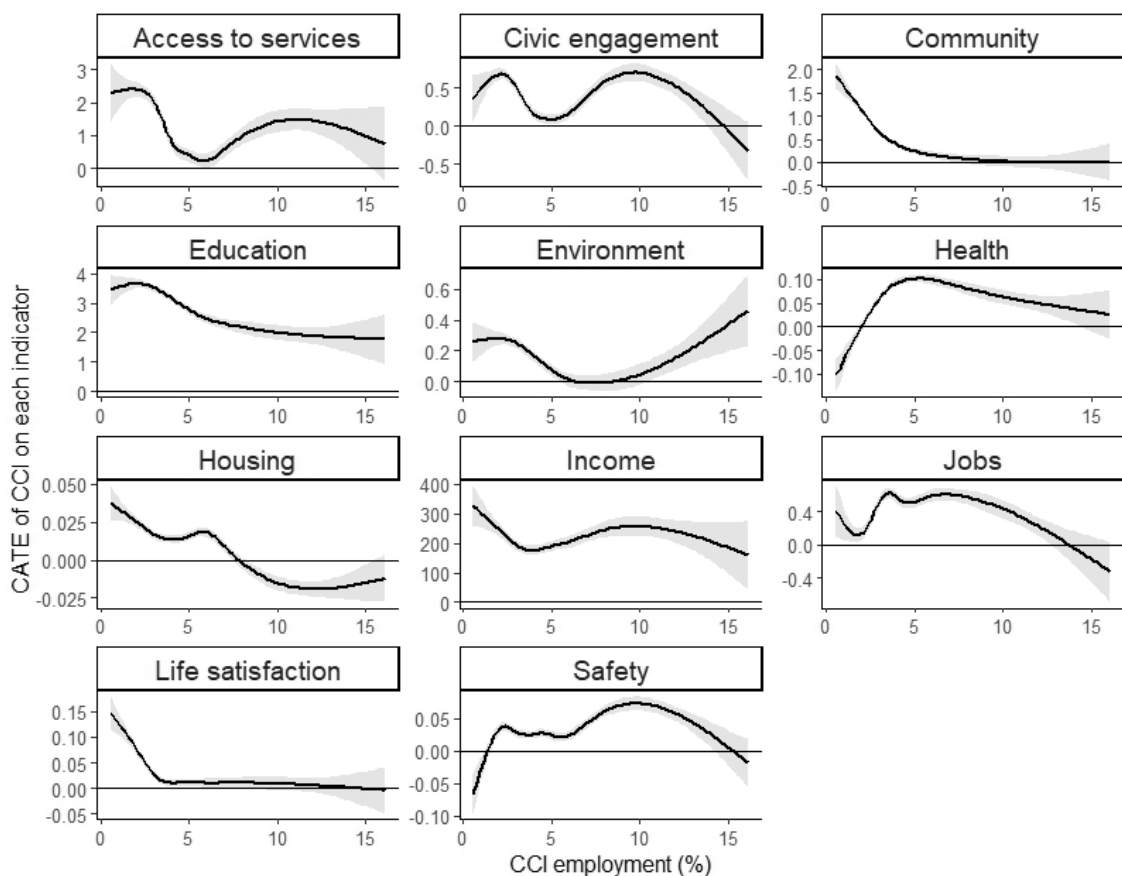 Access to services
Civic engagement
Community
3
2
1
0
0 5 10 15
0.5
0.0
-0.5
0 5 10 15
2.0
1.5
1.0
0.5
0.0
-0.5
0 5 10 15
Education
Environment
Health
4
3
2
1
0
0 5 10 15
0.6
0.4
0.2
0.0
0 5 10 15
0.10
0.05
0.00
-0.05
-0.10
0 5 10 15
CATE of CCI on each indicator
Housing
Income
Jobs
0.050
0.025
0.000
-0.025
0 5 10 15
400
300
200
100
0
0 5 10 15
0.4
0.0
-0.4
0 5 10 15
Life satisfaction
Safety
0.15
0.10
0.05
0.00
-0.05
0 5 10 15
0.05
0.00
-0.05
-0.10
0 5 10 15
CCI employment (%)